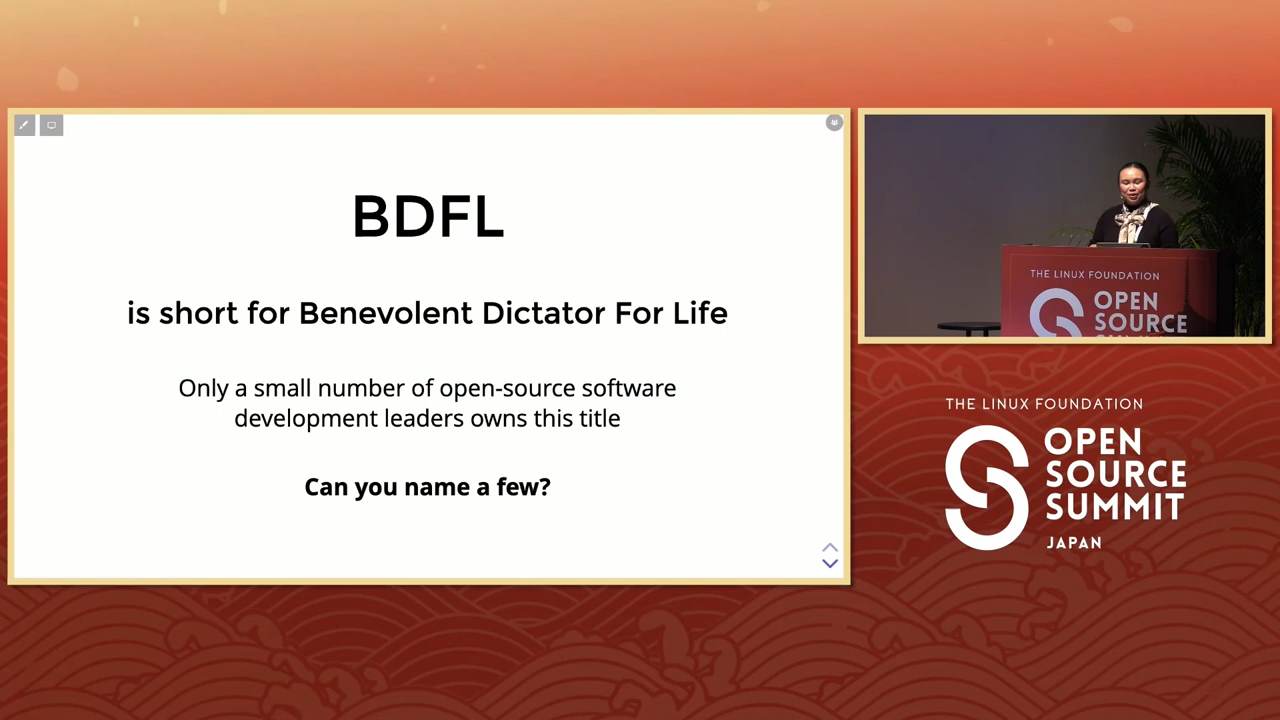 BDFL
is short for Benevolent Dictator For Life
Only a small number of open-source software
development leaders owns this title
Can you name a few?
THE LINUX FOUNDATION
OPEN
SOURCE
THE LINUX FOUNDATION
OPEN
SOURCE
SUMMIT
JAPAN